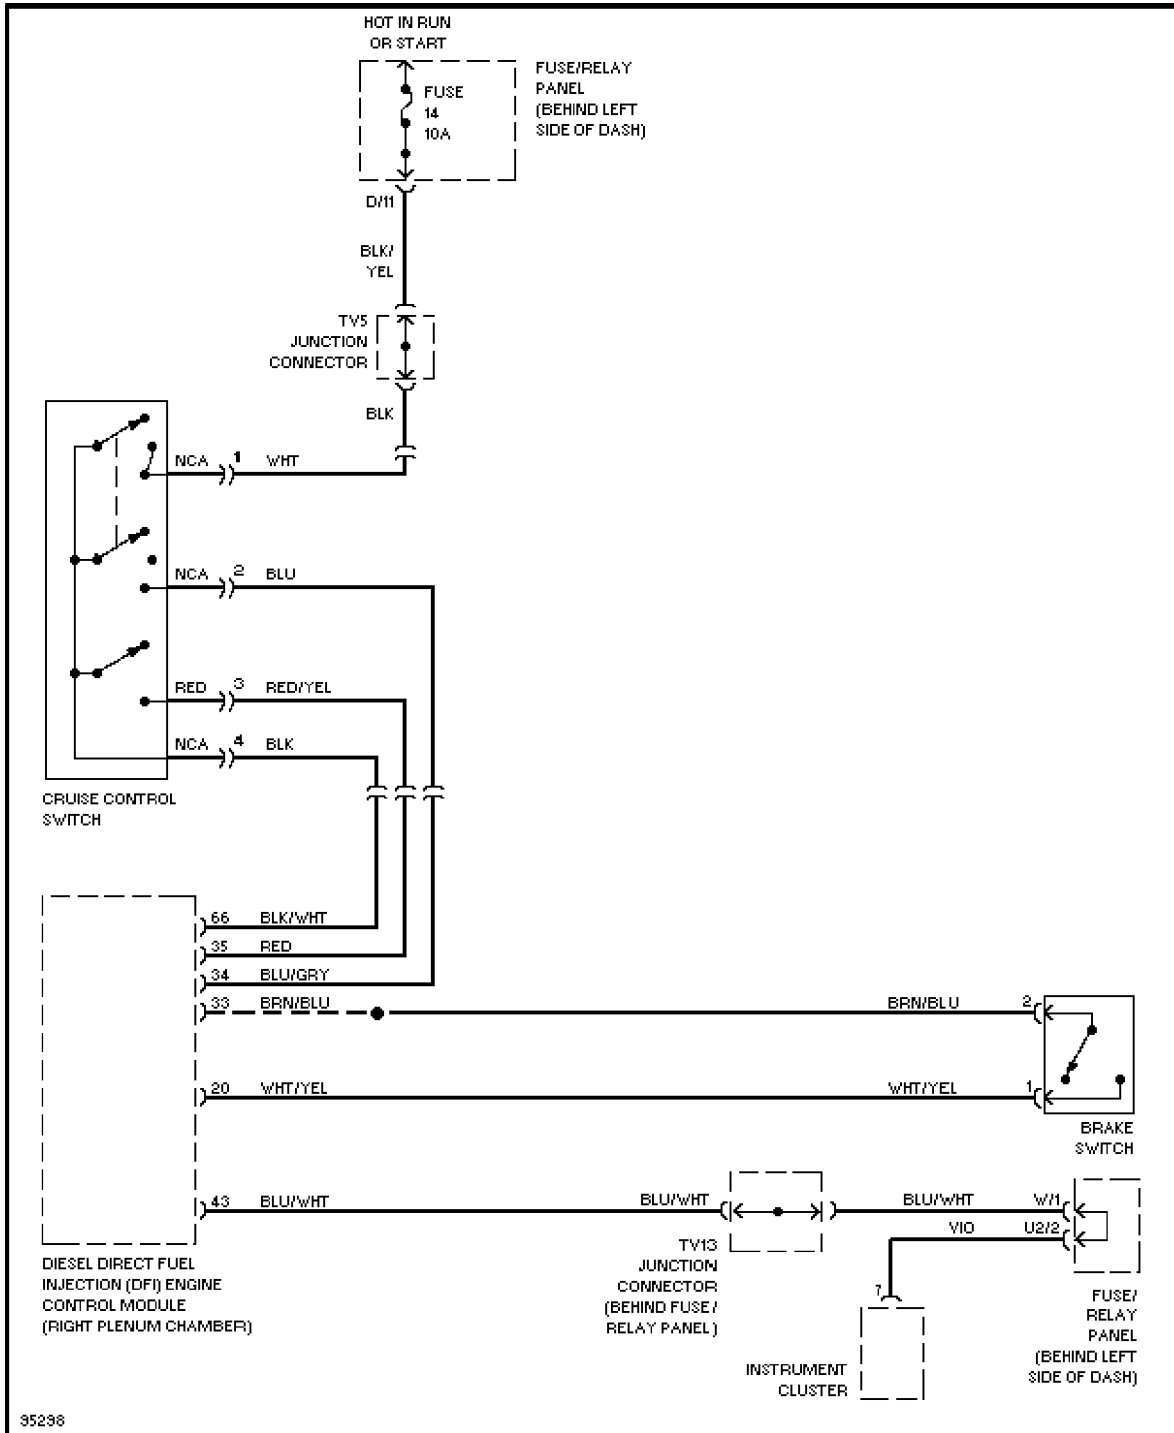 HOT IN RUN
OR START
FUSE/RELAY
PANEL
(BEHIND LEFT
SIDE OF DASH)
FUSE
14
10A
D/11
BLK/
YEL
TV5
JUNCTION
CONNECTOR
BLK
NCA 1 WHT
NCA 2 BLU
RED 3 RED/YEL
NCA 4 BLK
CRUISE CONTROL
SWITCH
66 BLK/WHT
35 RED
34 BLU/GRY
33 BRN/BLU
BRN/BLU 2
20 WHT/YEL
WHT/YEL 1
BRAKE
SWITCH
43 BLU/WHT
BLU/WHT
BLU/WHT W/1
VIO U2/2
DIESEL DIRECT FUEL
INJECTION (DFI) ENGINE
CONTROL MODULE
(RIGHT PLENUM CHAMBER)
TV13
JUNCTION
CONNECTOR
(BEHIND FUSE/
RELAY PANEL)
7
INSTRUMENT
CLUSTER
FUSE/
RELAY
PANEL
(BEHIND LEFT
SIDE OF DASH)
95298